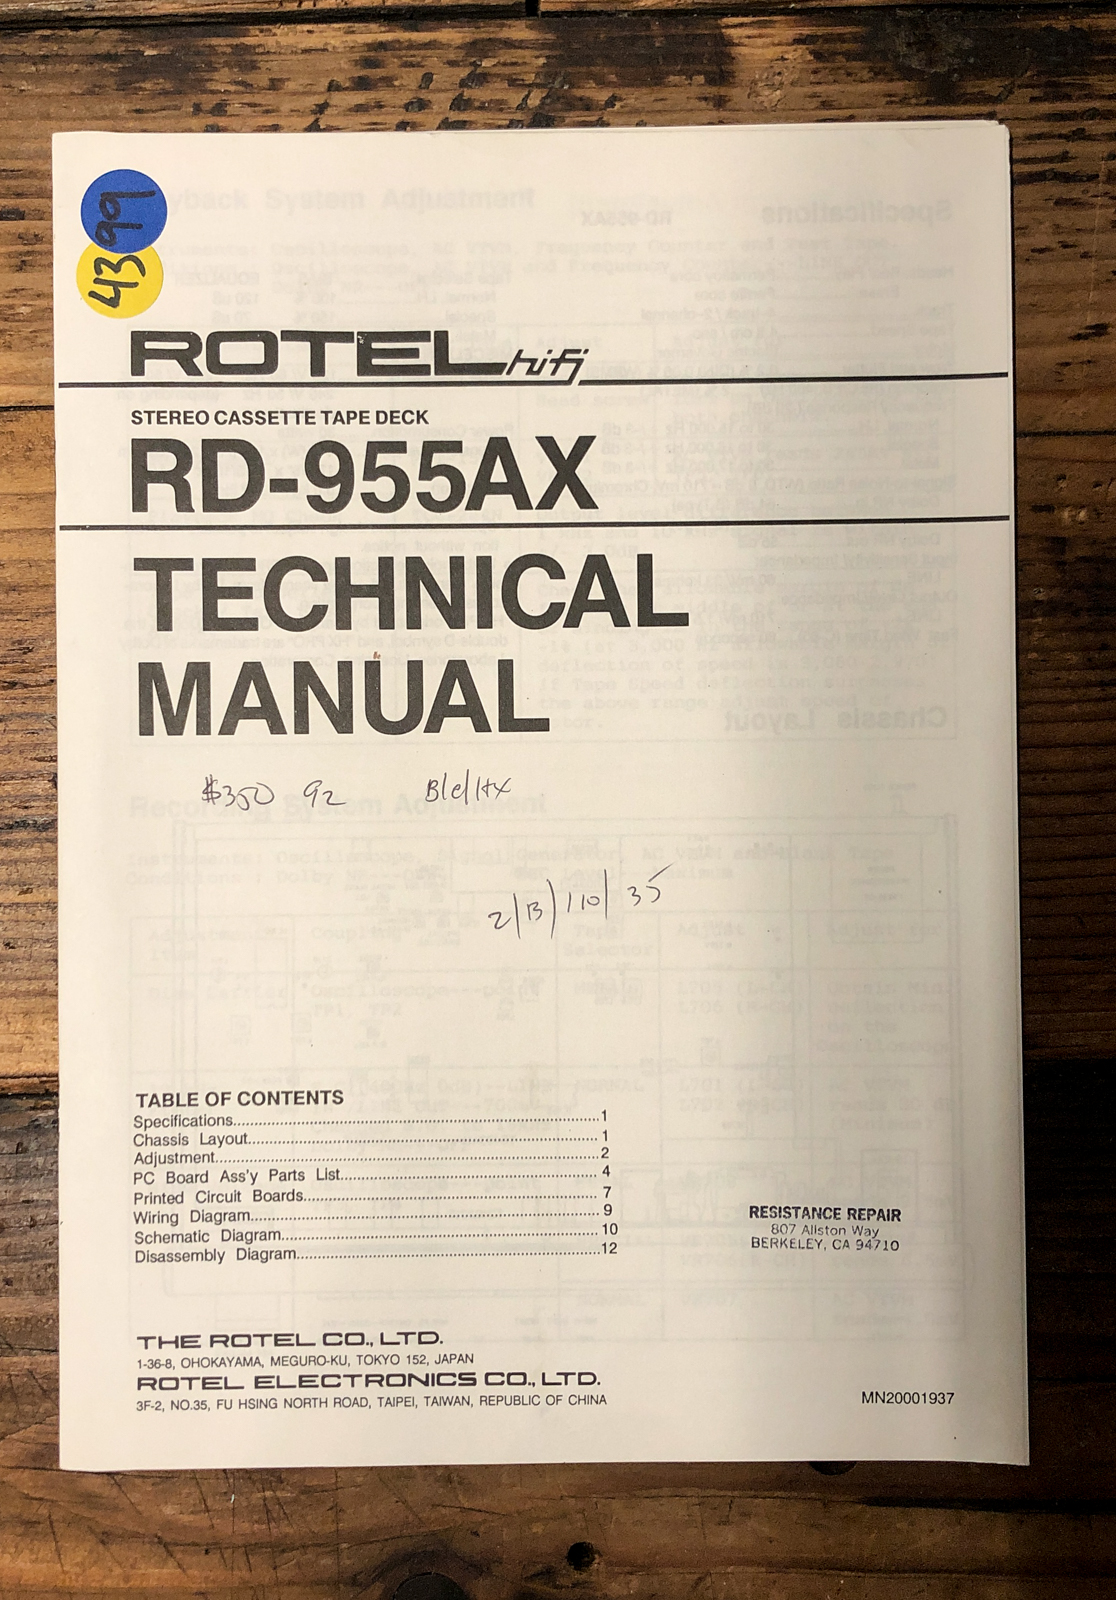 99
43
ROTEL hifi
STEREO CASSETTE TAPE DECK
RD-955AX
TECHNICAL
MANUAL
$350 92 B/C/HX
2/B/110/35
TABLE OF CONTENTS
Specifications........1
Chassis Layout........1
Adjustment........2
PC Board Ass'y Parts List........4
Printed Circuit Boards........7
Wiring Diagram........9
Schematic Diagram........10
Disassembly Diagram........12
RESISTANCE REPAIR
807 Allston Way
BERKELEY, CA 94710
THE ROTEL CO., LTD.
1-36-8, OHOKAYAMA, MEGURO-KU, TOKYO 152, JAPAN
ROTEL ELECTRONICS CO., LTD.
3F-2, NO.35, FU HSING NORTH ROAD, TAIPEI, TAIWAN, REPUBLIC OF CHINA
MN20001937